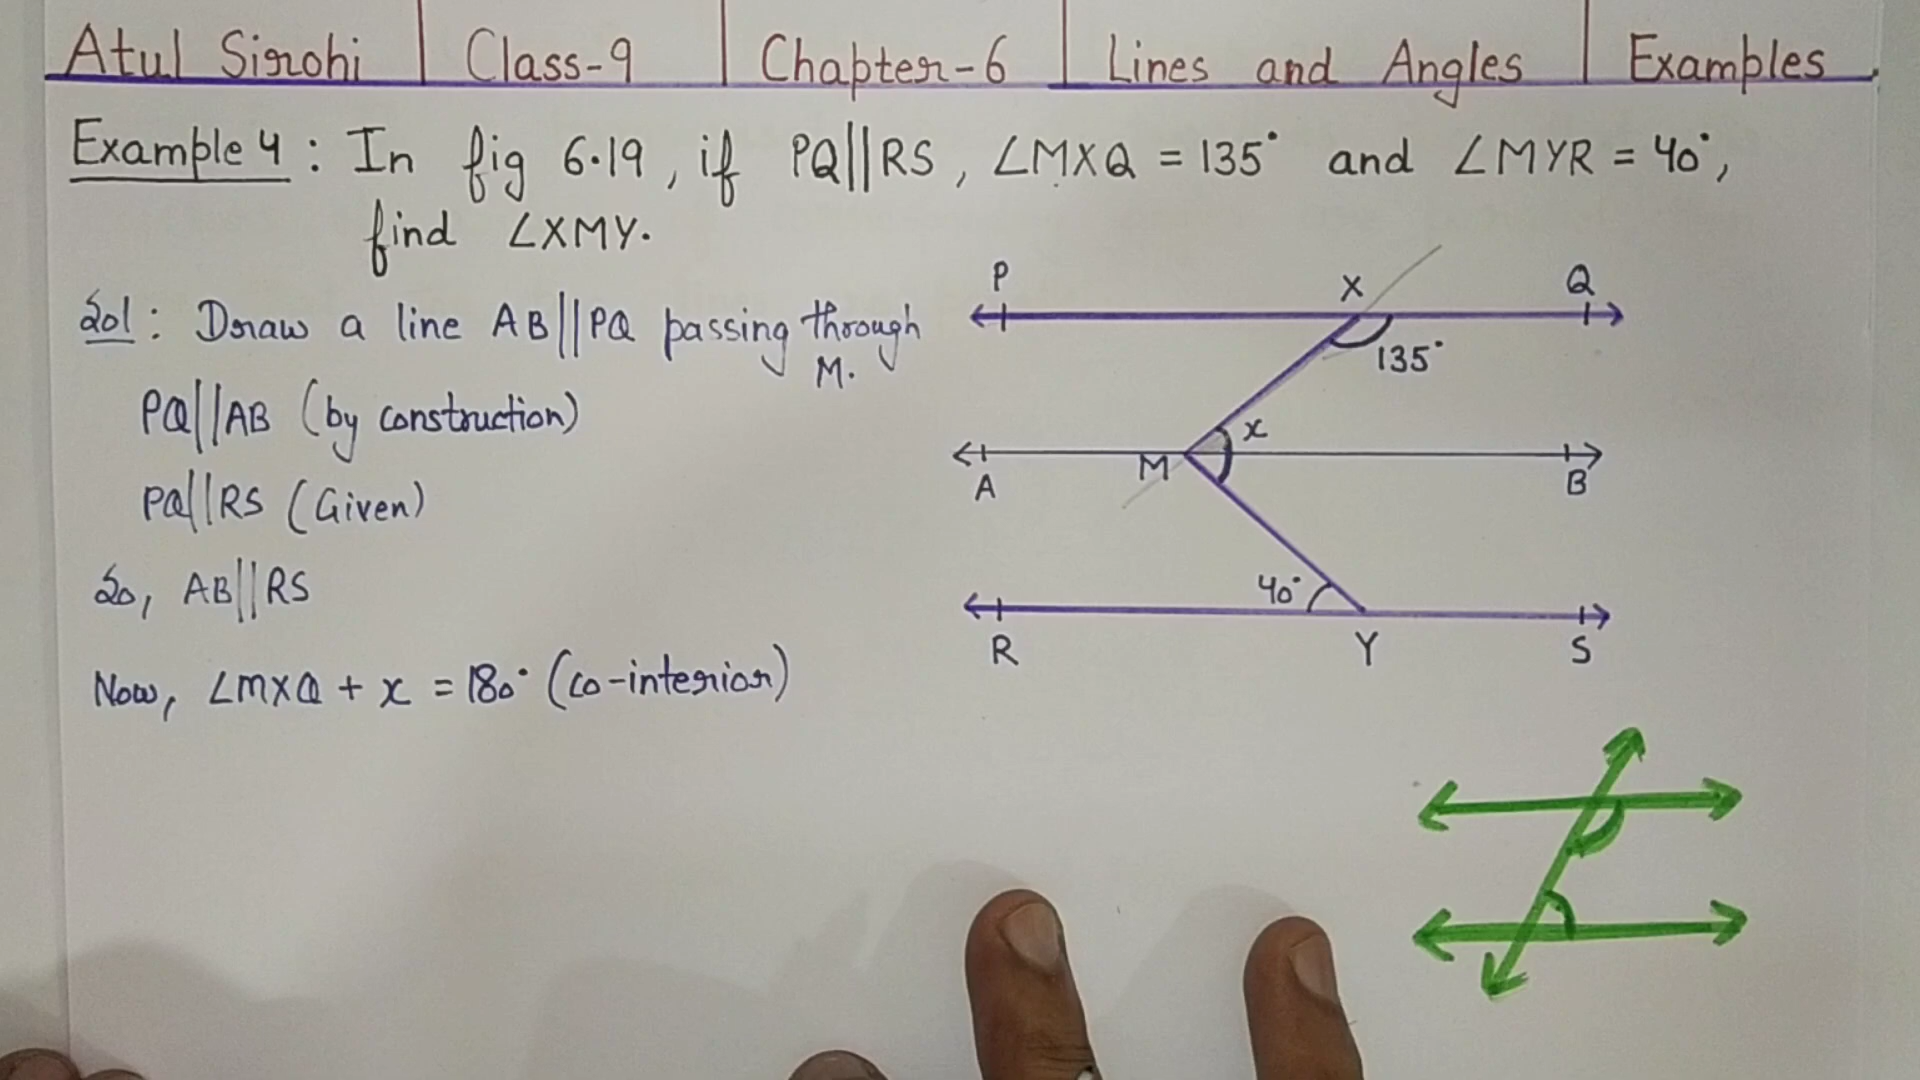 Atul Sirohi | Class-9 | Chapter-6 | Lines and Angles | Examples
Example 4 : In fig 6.19, if PQ||RS, ∠MXQ = 135° and ∠MYR = 40°,
find ∠XMY.
Sol : Draw a line AB||PQ passing through
M.
PQ||AB (by construction)
PQ||RS (Given)
So, AB||RS
Now, ∠MXQ + x = 180° (co-interior)
P X Q
135°
x
A M B
40°
R Y S